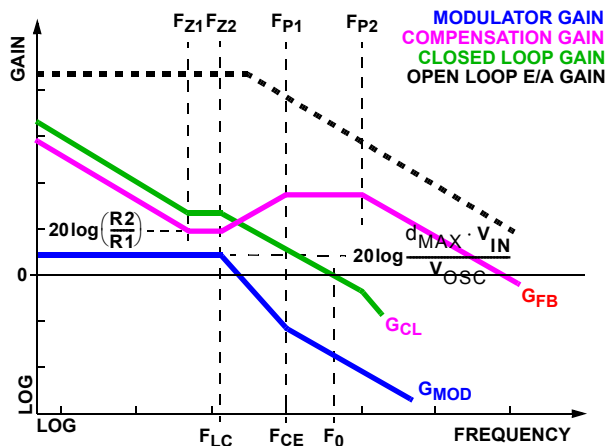 F_Z1 F_Z2 F_P1 F_P2
MODULATOR GAIN
COMPENSATION GAIN
CLOSED LOOP GAIN
OPEN LOOP E/A GAIN
GAIN
20log(R2/R1)
20log (d_MAX · V_IN)/V_OSC
0
G_FB
G_CL
G_MOD
LOG
LOG
F_LC F_CE F_0
FREQUENCY